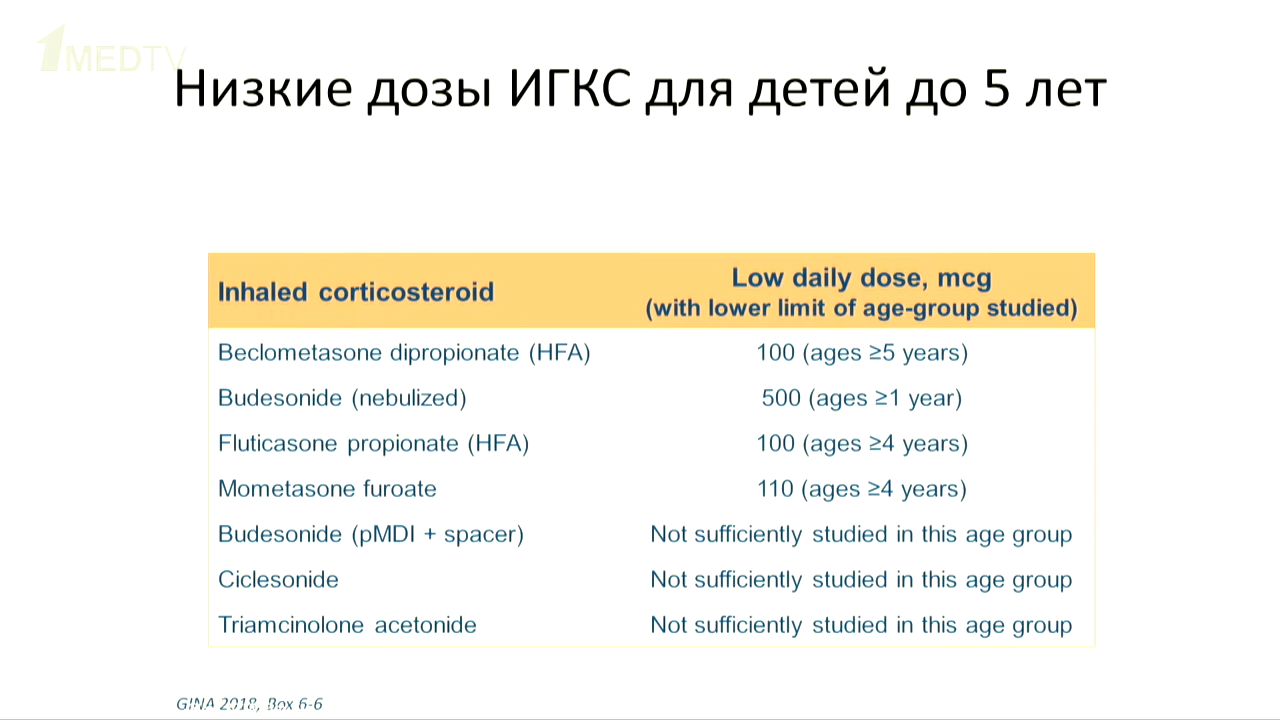 1MEDTV
Низкие дозы ИГКС для детей до 5 лет
Inhaled corticosteroid
Low daily dose, mcg
(with lower limit of age-group studied)
Beclometasone dipropionate (HFA) 100 (ages ≥5 years)
Budesonide (nebulized) 500 (ages ≥1 year)
Fluticasone propionate (HFA) 100 (ages ≥4 years)
Mometasone furoate 110 (ages ≥4 years)
Budesonide (pMDI + spacer) Not sufficiently studied in this age group
Ciclesonide Not sufficiently studied in this age group
Triamcinolone acetonide Not sufficiently studied in this age group
GINA 2018, Box 6-6